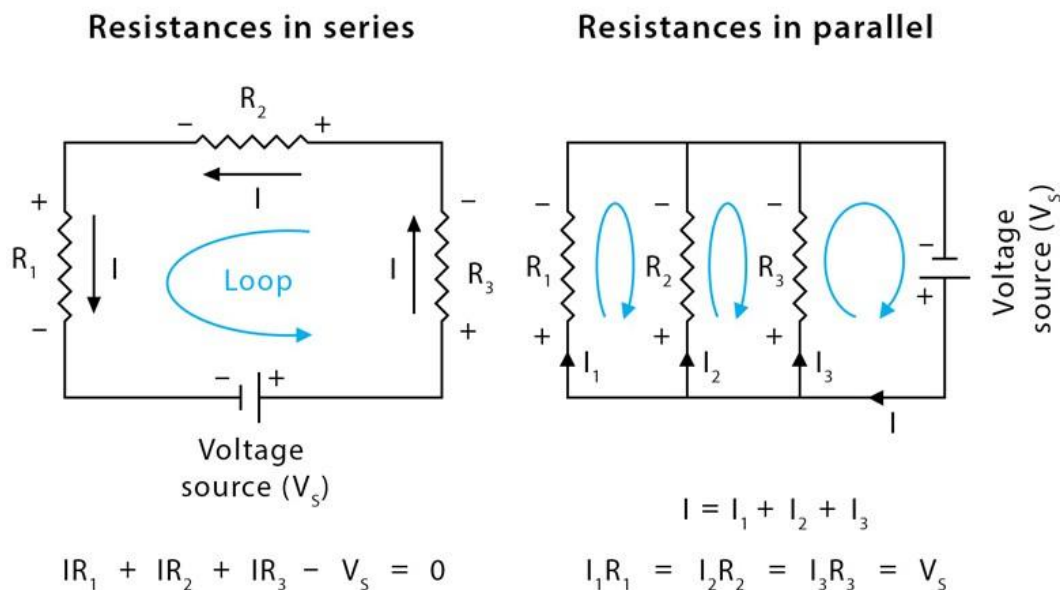 Resistances in series
R₂
− +
I
+
R₁
I
−
Loop
−
I
R₃
+
− +
Voltage
source (Vₛ)
IR₁ + IR₂ + IR₃ − Vₛ = 0
Resistances in parallel
− − −
R₁ R₂ R₃
+ + +
I₁ I₂ I₃
−
+
Voltage
source (Vₛ)
I
I = I₁ + I₂ + I₃
I₁R₁ = I₂R₂ = I₃R₃ = Vₛ